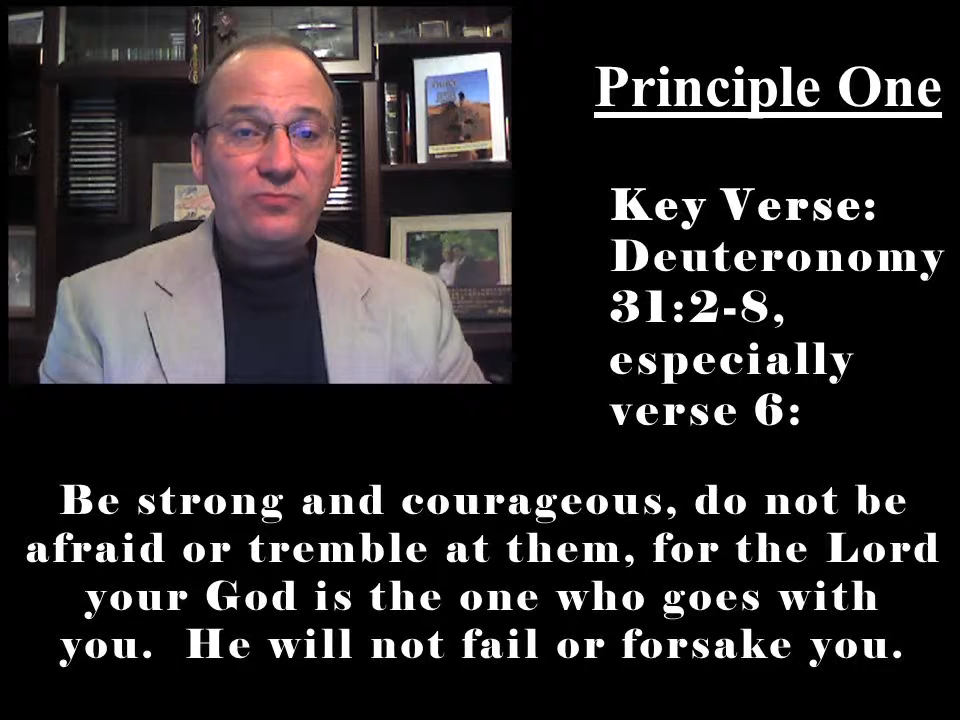 Principle One
Key Verse:
Deuteronomy
31:2-8,
especially
verse 6:
Be strong and courageous, do not be
afraid or tremble at them, for the Lord
your God is the one who goes with
you. He will not fail or forsake you.